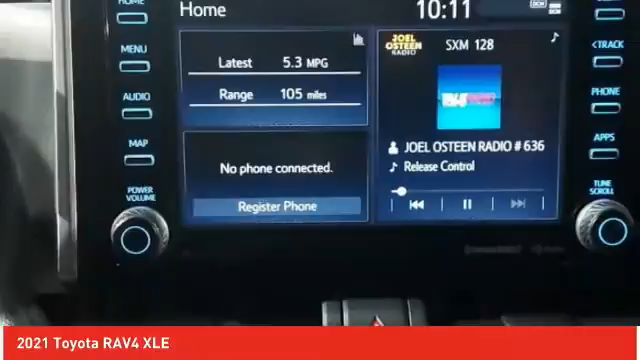 HOME
Home
10:11
MENU
Latest 5.3 MPG
JOEL
OSTEEN
RADIO
SXM 128
<TRACK
AUDIO
Range 105 miles
PHONE
MAP
No phone connected.
JOEL OSTEEN RADIO # 636
APPS
Release Control
POWER
VOLUME
Register Phone
TUNE
SCROLL
2021 Toyota RAV4 XLE